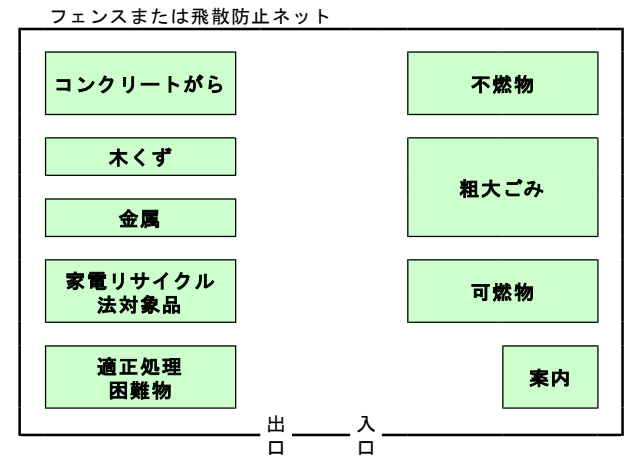 フェンスまたは飛散防止ネット
コンクリートがら
不燃物
木くず
粗大ごみ
金属
家電リサイクル
法対象品
可燃物
適正処理
困難物
案内
出口
入口